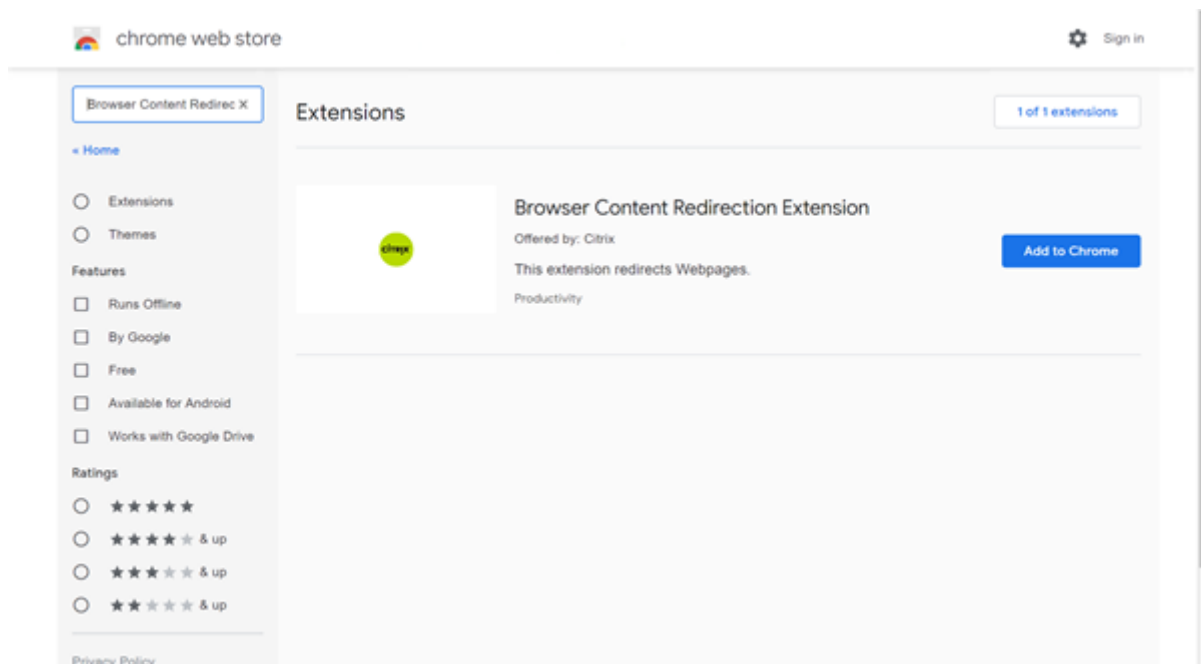 chrome web store
Sign in
Browser Content Redirec
Extensions
1 of 1 extensions
« Home
Extensions
Themes
Features
Runs Offline
By Google
Free
Available for Android
Works with Google Drive
Ratings
& up
& up
& up
Privacy Policy
citrix
Browser Content Redirection Extension
Offered by: Citrix
This extension redirects Webpages.
Productivity
Add to Chrome